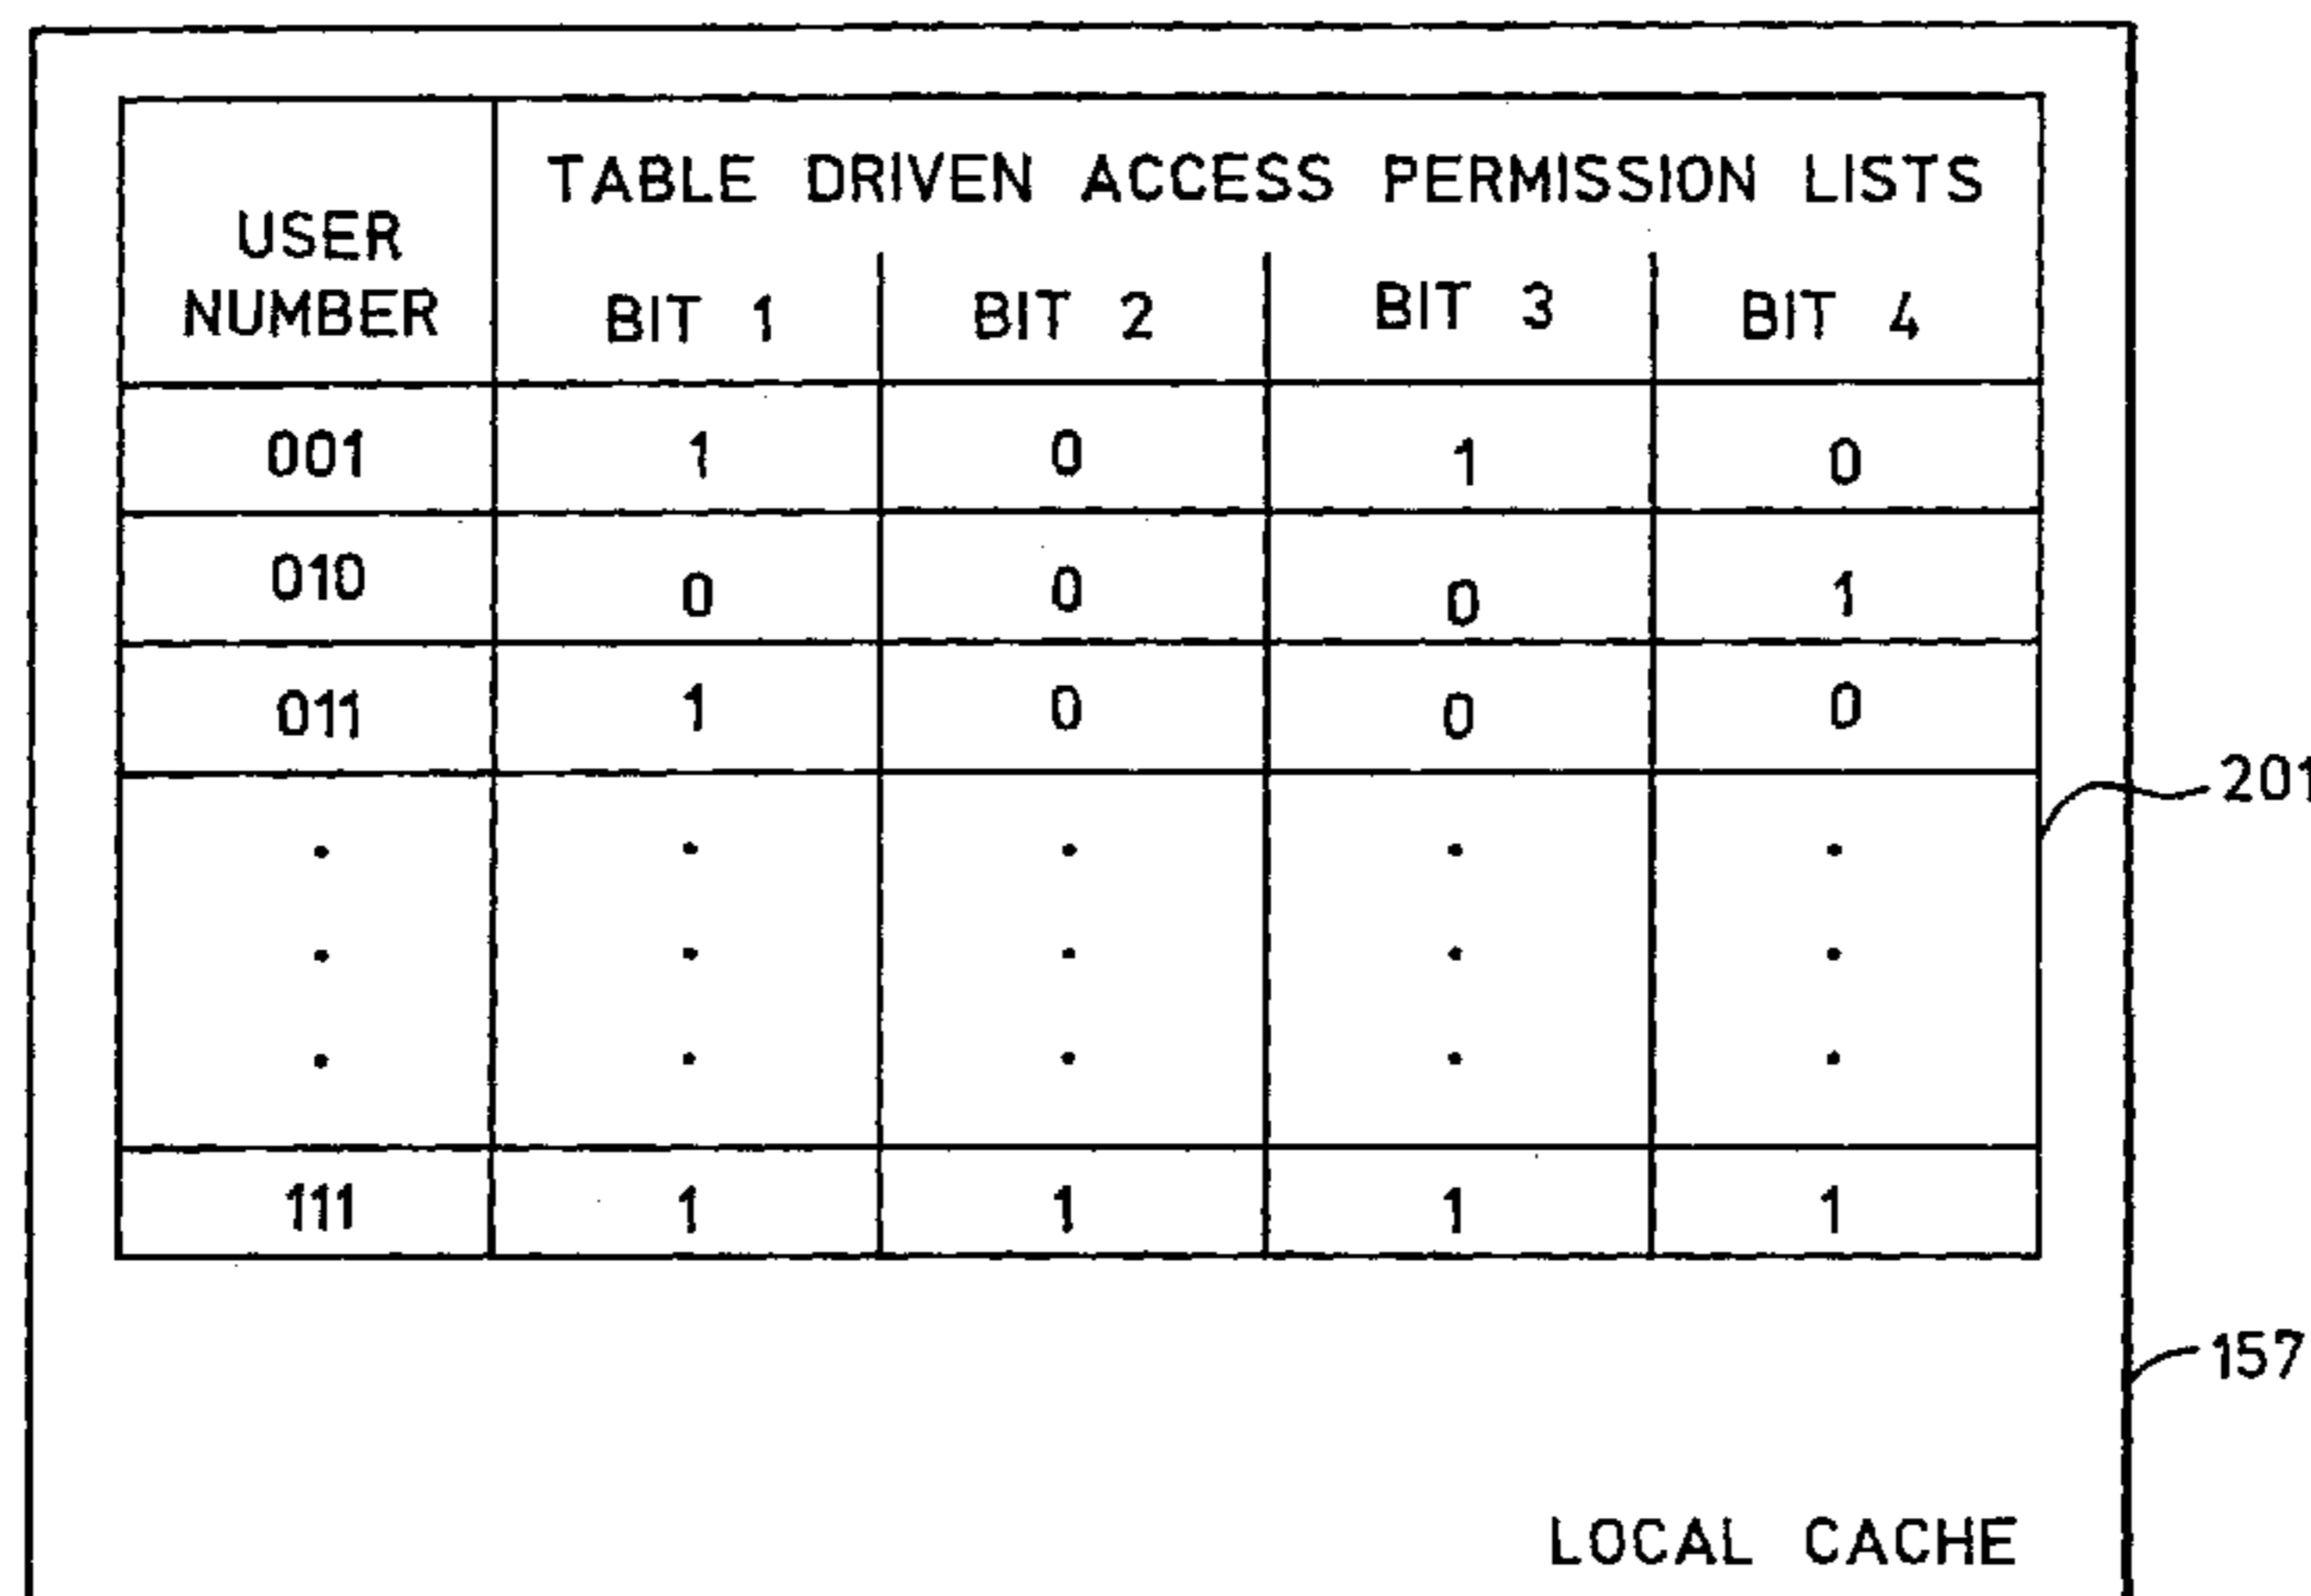 TABLE DRIVEN ACCESS PERMISSION LISTS
USER
NUMBER
BIT 1 BIT 2 BIT 3 BIT 4
001 1 0 1 0
010 0 0 0 1
011 1 0 0 0
201
. . . . .
. . . . .
. . . . .
111 1 1 1 1
157
LOCAL CACHE